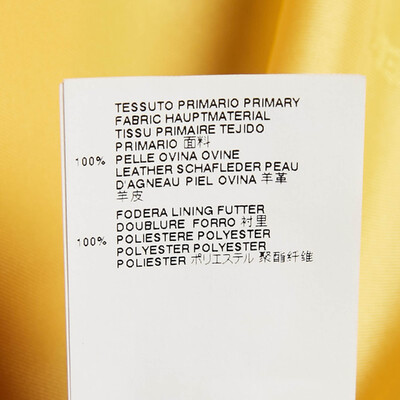 TESSUTO PRIMARIO PRIMARY
FABRIC HAUPTMATERIAL
TISSU PRIMAIRE TEJIDO
PRIMARIO 面料
100% PELLE OVINA OVINE
LEATHER SCHAFLEDER PEAU
D'AGNEAU PIEL OVINA 羊革
羊皮
FODERA LINING FUTTER
DOUBLURE FORRO 衬里
100% POLIESTERE POLYESTER
POLYESTER POLYESTER
POLIESTER ポリエステル 聚酯纤维